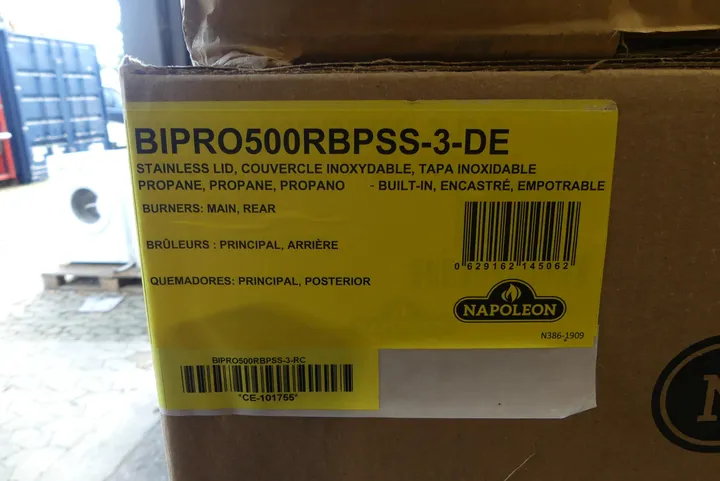 BIPRO500RBPSS-3-DE
STAINLESS LID, COUVERCLE INOXYDABLE, TAPA INOXIDABLE
PROPANE, PROPANE, PROPANO - BUILT-IN, ENCASTRÉ, EMPOTRABLE
BURNERS: MAIN, REAR
BRÛLEURS : PRINCIPAL, ARRIÈRE
QUEMADORES: PRINCIPAL, POSTERIOR
0 629162 145062
NAPOLEON
N386-1909
BIPRO500RBPSS-3-RC
"CE-101755"